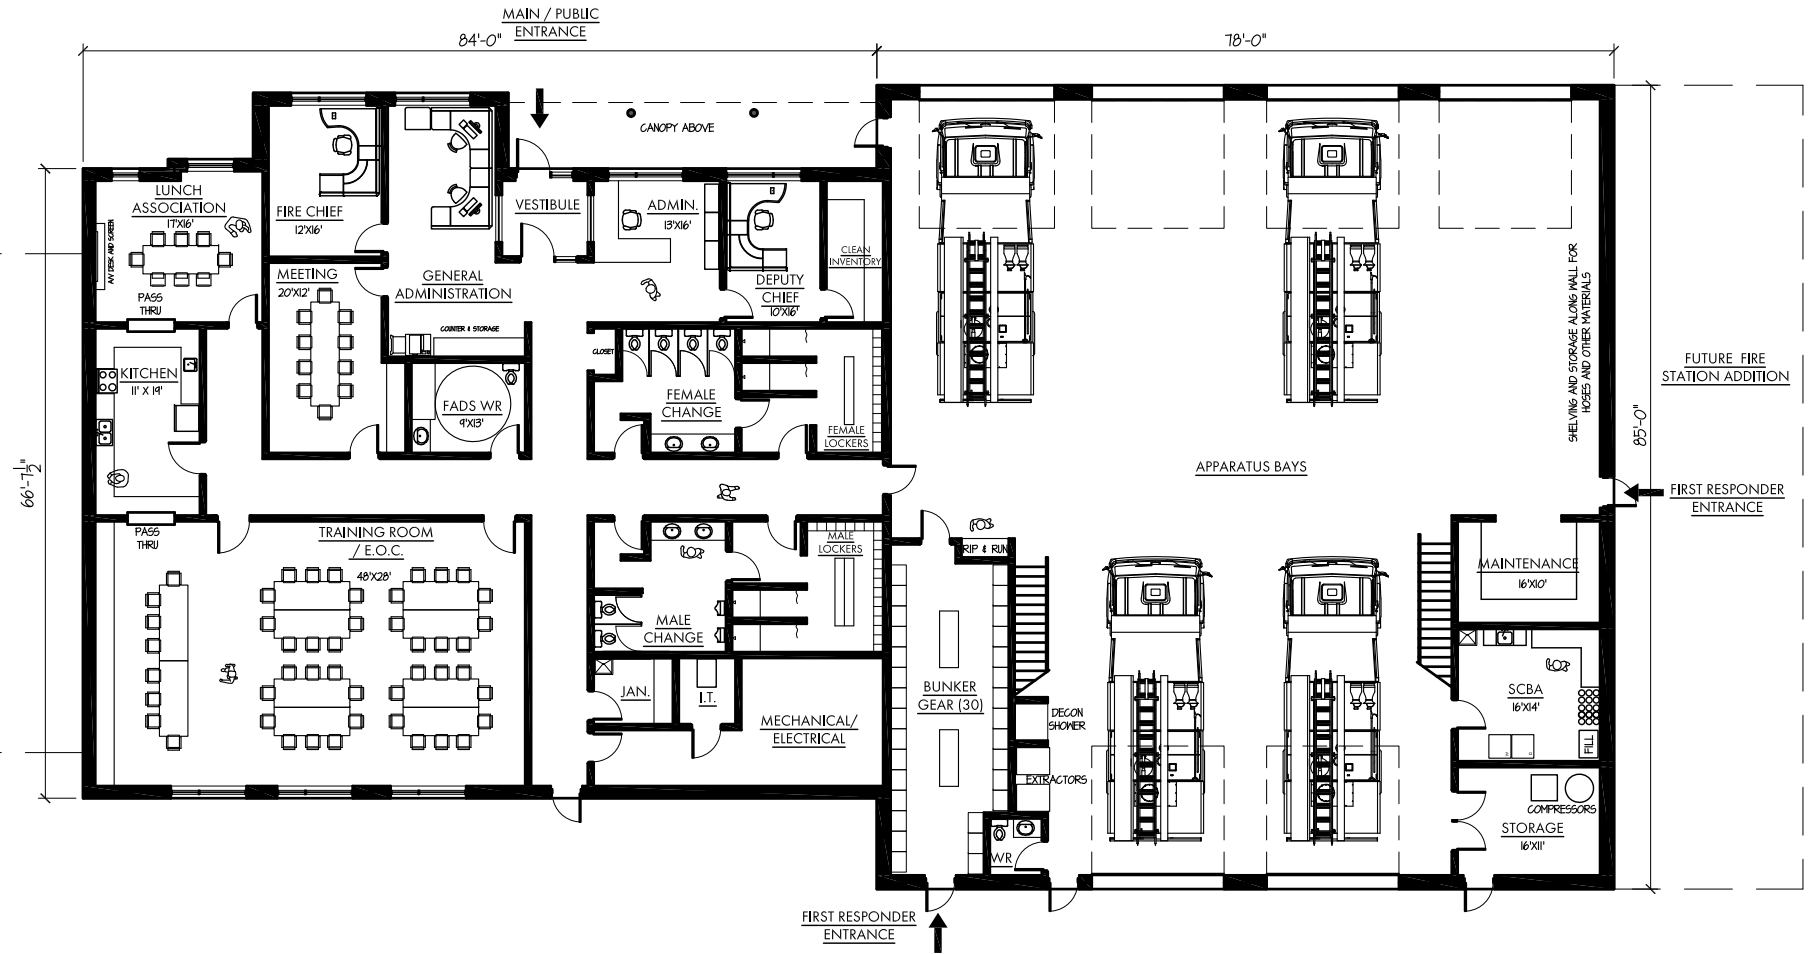 MAIN / PUBLIC
ENTRANCE
84'-0"
78'-0"
CANOPY ABOVE
LUNCH
ASSOCIATION
17'X16'
A/V DESK AND SCREEN
PASS
THRU
FIRE CHIEF
12'X16'
GENERAL
ADMINISTRATION
COUNTER & STORAGE
VESTIBULE
ADMIN.
13'X16'
DEPUTY
CHIEF
10'X16'
CLEAN
INVENTORY
MEETING
20'X12'
KITCHEN
11' X 19'
FADS WR
9'X13'
CLOSET
FEMALE
CHANGE
FEMALE
LOCKERS
SHELVING AND STORAGE ALONG WALL FOR
HOSES AND OTHER MATERIALS
FUTURE FIRE
STATION ADDITION
85'-0"
66'-7 1/2"
APPARATUS BAYS
FIRST RESPONDER
ENTRANCE
PASS
THRU
TRAINING ROOM
/ E.O.C.
48'X28'
MALE
LOCKERS
MALE
CHANGE
RIP & RUN
MAINTENANCE
16'X10'
JAN.
I.T.
MECHANICAL/
ELECTRICAL
BUNKER
GEAR (30)
DECON
SHOWER
EXTRACTORS
SCBA
16'X14'
FILL
COMPRESSORS
STORAGE
16'X11'
WR
FIRST RESPONDER
ENTRANCE